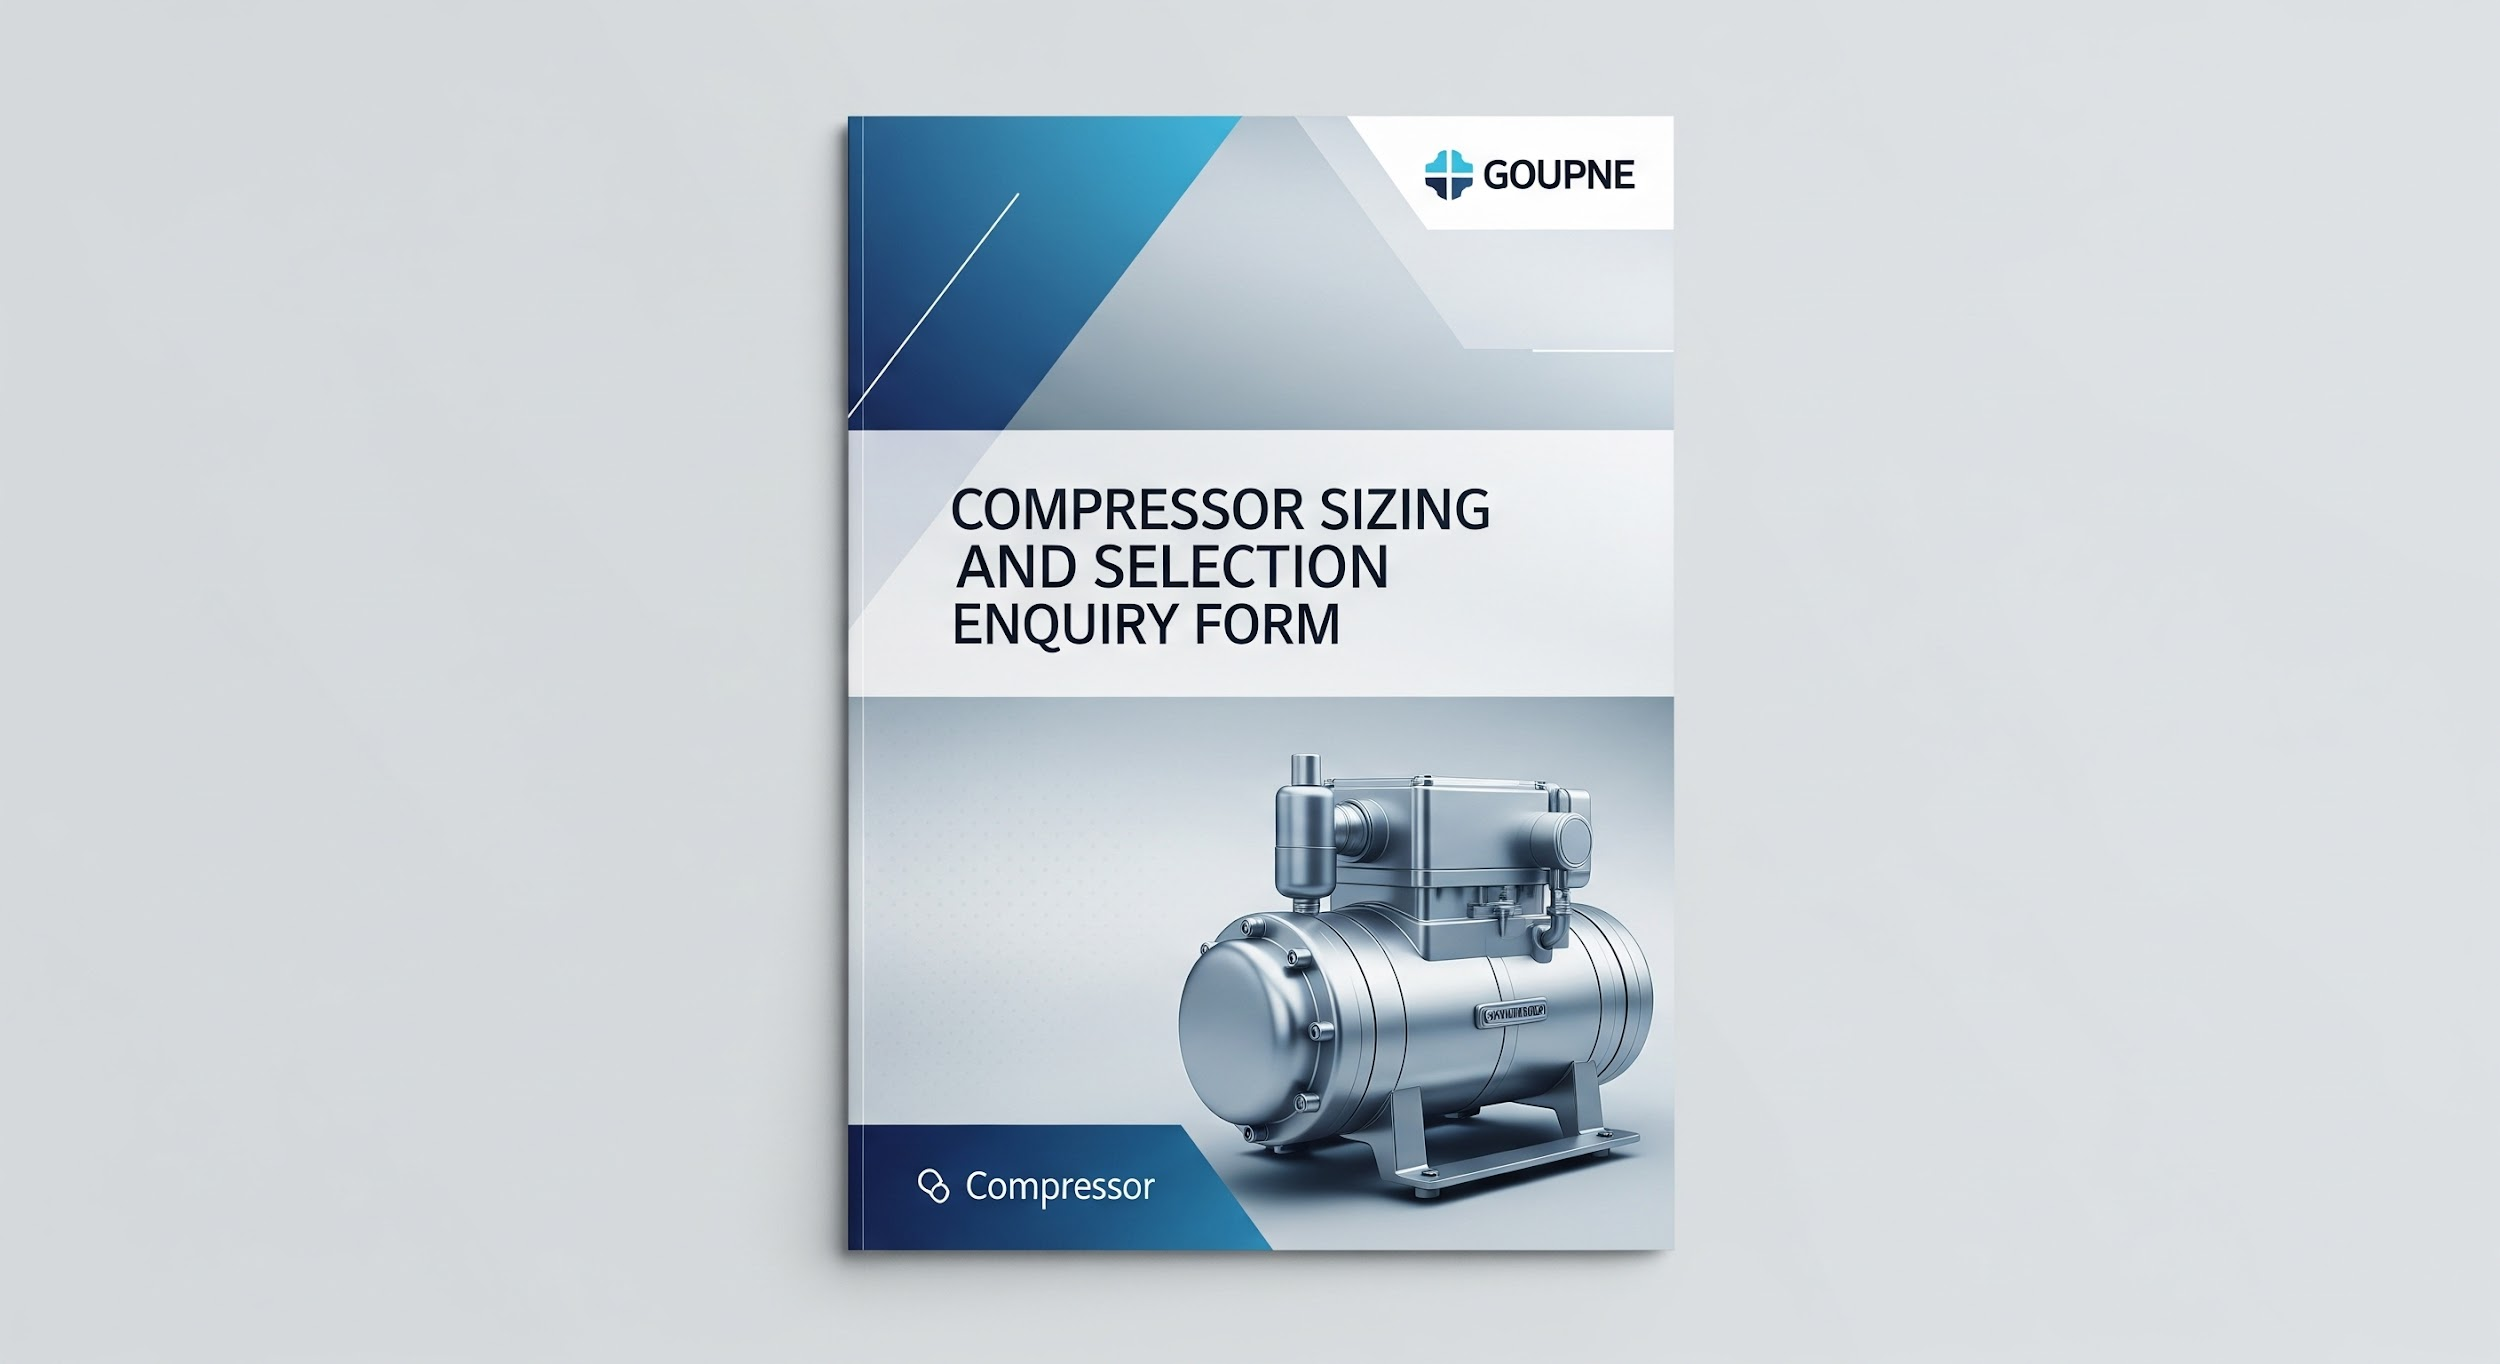 GOUPNE
COMPRESSOR SIZING
AND SELECTION
ENQUIRY FORM
Compressor